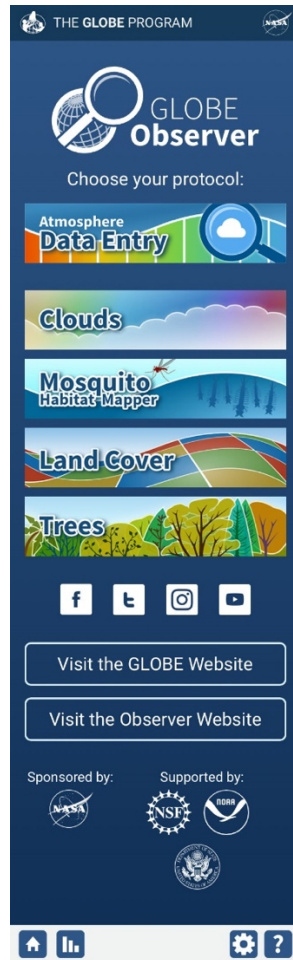 THE GLOBE PROGRAM
NASA
GLOBE
Observer
Choose your protocol:
Atmosphere
Data Entry
Clouds
Mosquito
Habitat Mapper
Land Cover
Trees
Visit the GLOBE Website
Visit the Observer Website
Sponsored by:
Supported by:
NASA
NSF
NOAA